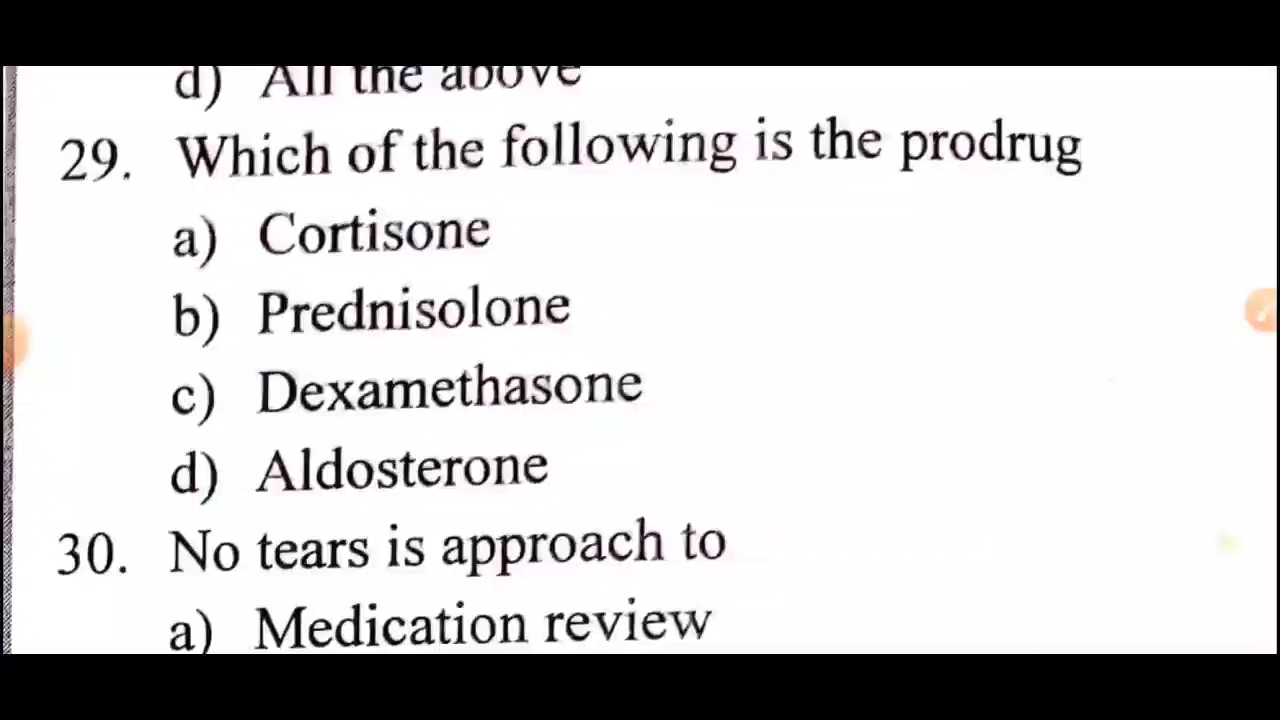 d) All the above
29. Which of the following is the prodrug
a) Cortisone
b) Prednisolone
c) Dexamethasone
d) Aldosterone
30. No tears is approach to
a) Medication review